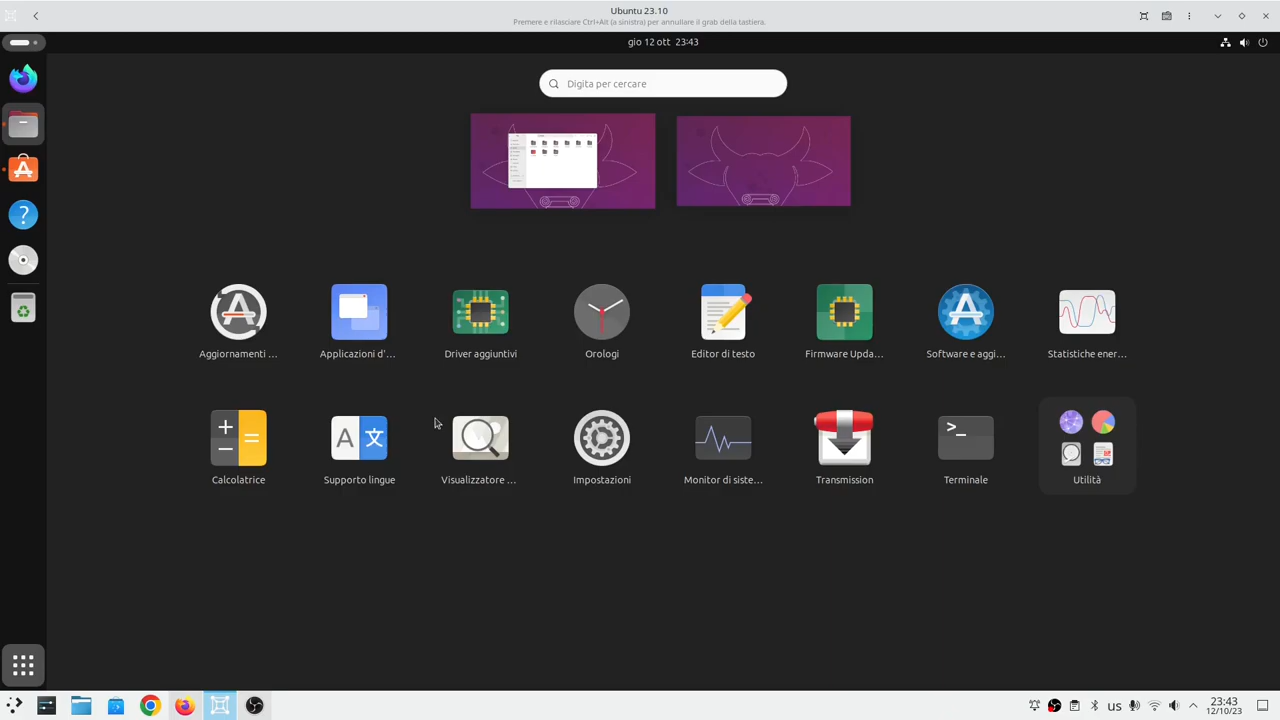 Ubuntu 23.10
Premere e rilasciare Ctrl+Alt (a sinistra) per annullare il grab della tastiera.
gio 12 ott 23:43
Digita per cercare
Aggiornamenti ...
Applicazioni d'...
Driver aggiuntivi
Orologi
Editor di testo
Firmware Upda...
Software e aggi...
Statistiche ener...
Calcolatrice
Supporto lingue
Visualizzatore ...
Impostazioni
Monitor di siste...
Transmission
Terminale
Utilità
us
23:43
12/10/23